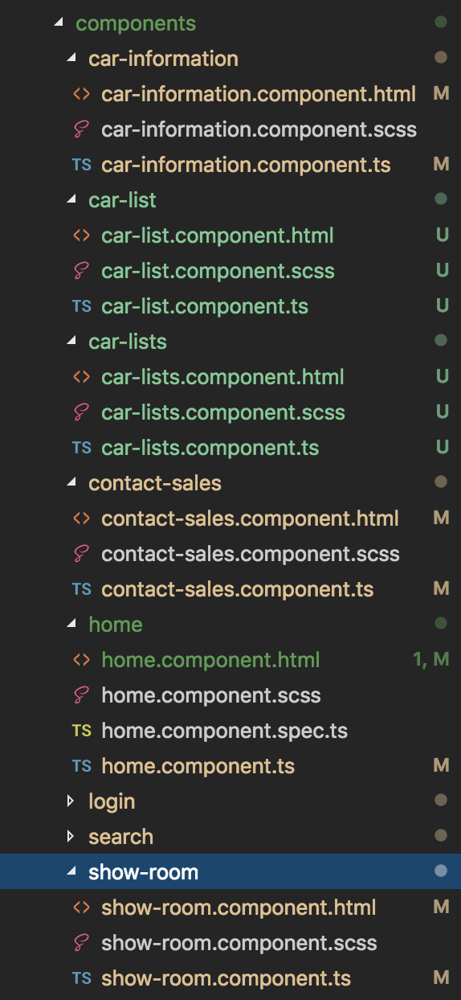 components
car-information
<> car-information.component.html M
car-information.component.scss
TS car-information.component.ts M
car-list
<> car-list.component.html U
car-list.component.scss U
TS car-list.component.ts U
car-lists
<> car-lists.component.html U
car-lists.component.scss U
TS car-lists.component.ts U
contact-sales
<> contact-sales.component.html M
contact-sales.component.scss
TS contact-sales.component.ts M
home
<> home.component.html 1, M
home.component.scss
TS home.component.spec.ts
TS home.component.ts M
login
search
show-room
<> show-room.component.html M
show-room.component.scss
TS show-room.component.ts M